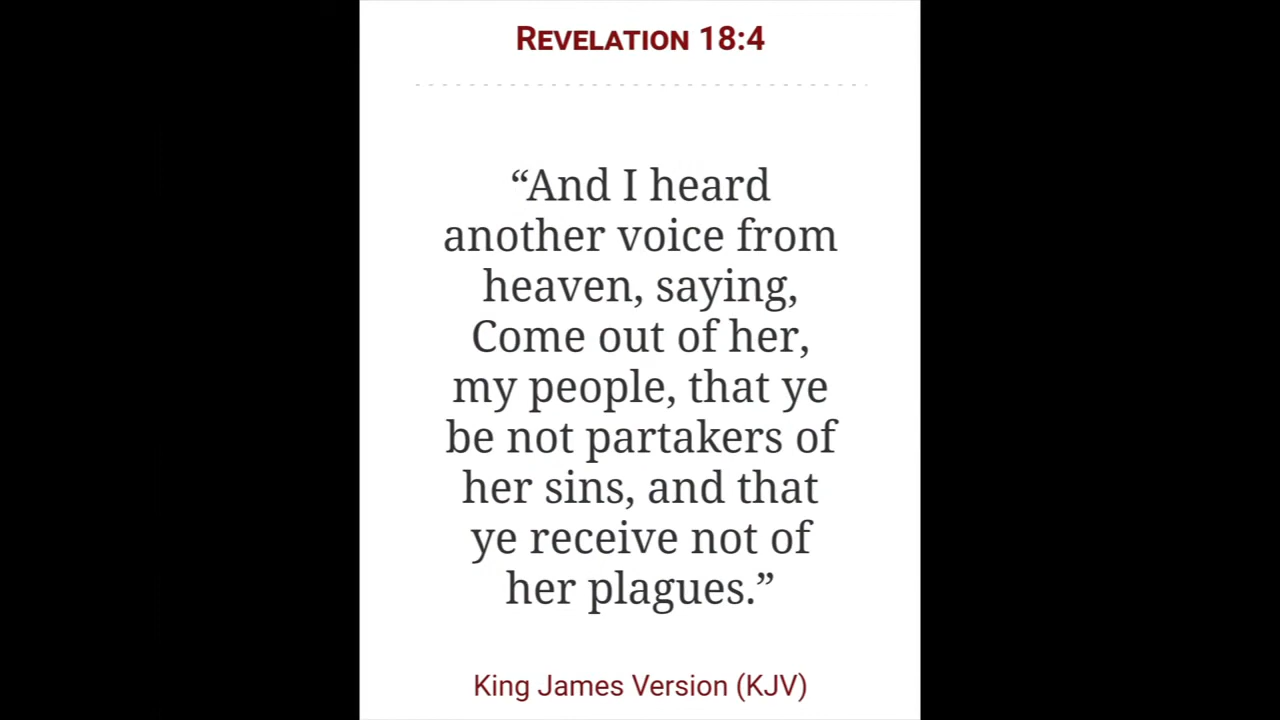 REVELATION 18:4
“And I heard
another voice from
heaven, saying,
Come out of her,
my people, that ye
be not partakers of
her sins, and that
ye receive not of
her plagues.”
King James Version (KJV)